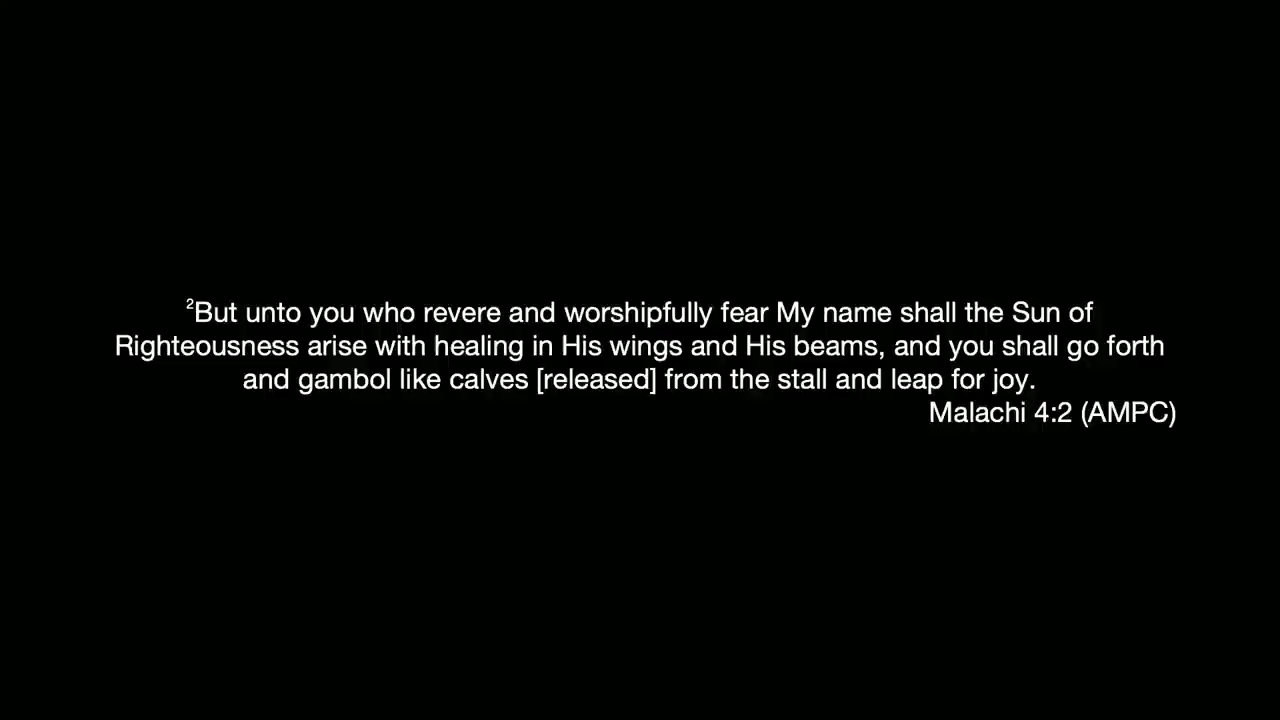 ²But unto you who revere and worshipfully fear My name shall the Sun of
Righteousness arise with healing in His wings and His beams, and you shall go forth
and gambol like calves [released] from the stall and leap for joy.
Malachi 4:2 (AMPC)